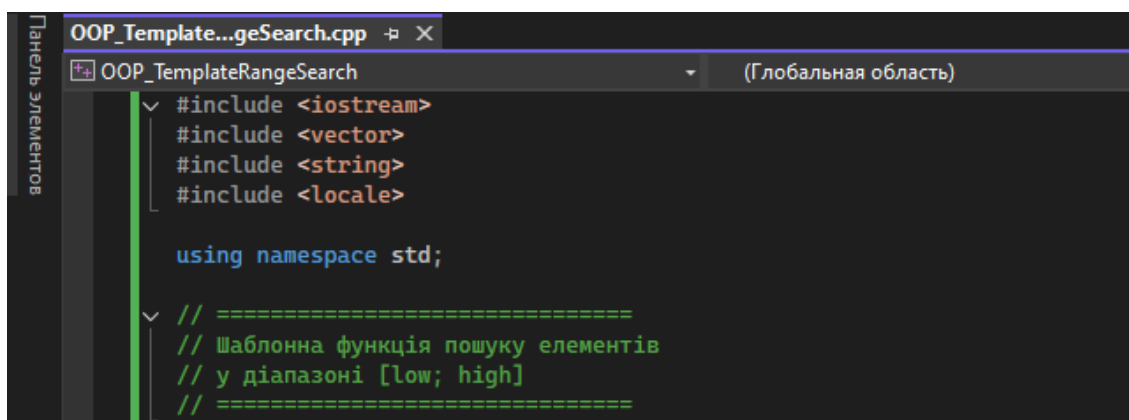 Панель элементов
OOP_Template...geSearch.cpp
OOP_TemplateRangeSearch
(Глобальная область)
#include <iostream>
#include <vector>
#include <string>
#include <locale>
using namespace std;
// =================================
// Шаблонна функція пошуку елементів
// у діапазоні [low; high]
// =================================